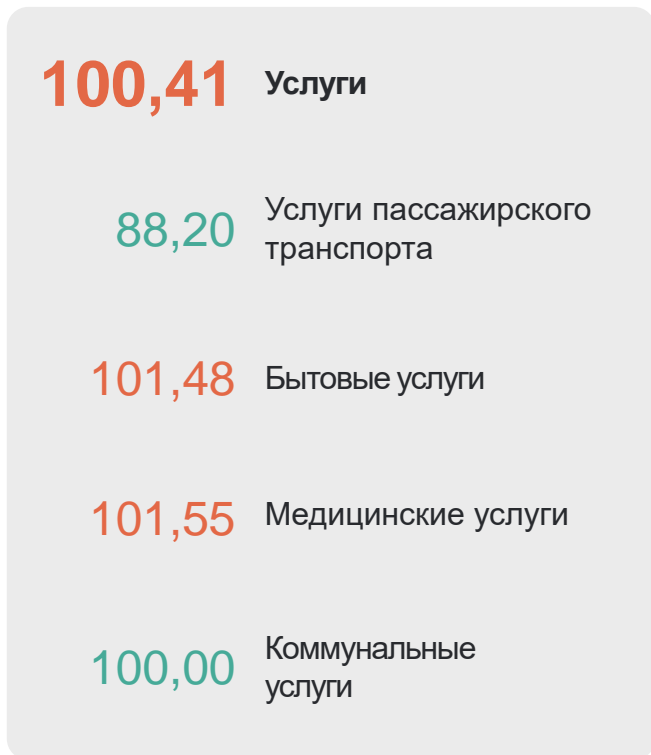 100,41 Услуги
88,20 Услуги пассажирского
транспорта
101,48 Бытовые услуги
101,55 Медицинские услуги
100,00 Коммунальные
услуги